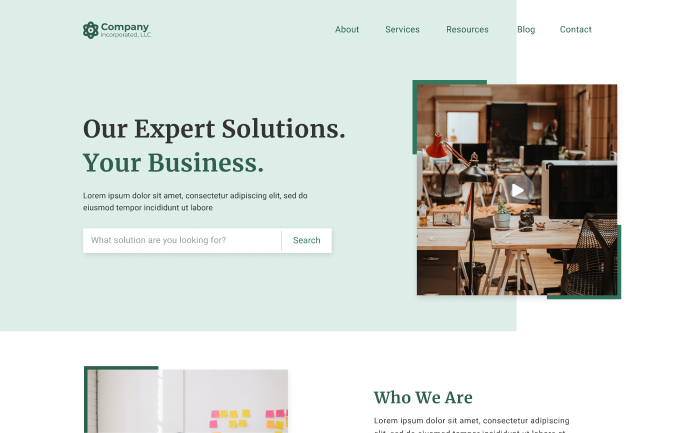 Company
Incorporated, LLC
About Services Resources Blog Contact
Our Expert Solutions.
Your Business.
Lorem ipsum dolor sit amet, consectetur adipiscing elit, sed do
eiusmod tempor incididunt ut labore
What solution are you looking for? Search
Who We Are
Lorem ipsum dolor sit amet, consectetur adipiscing